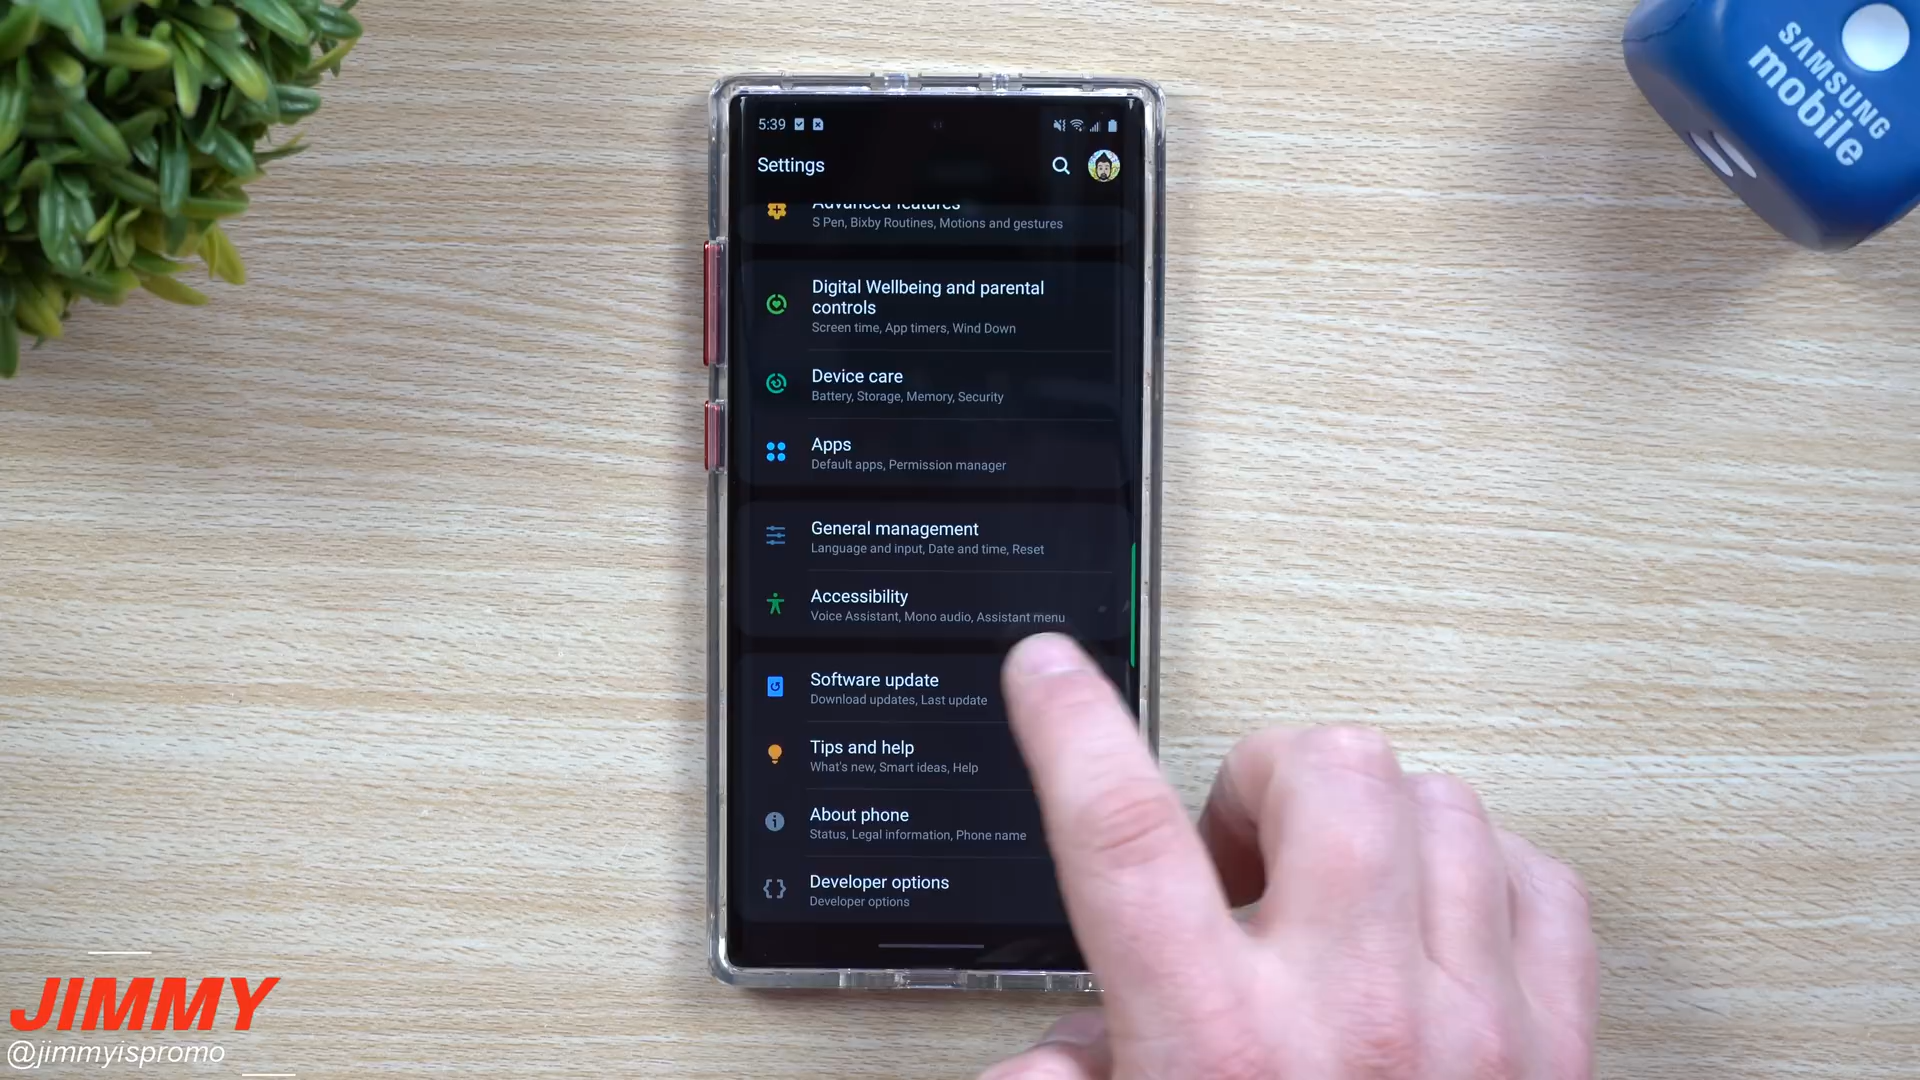 SAMSUNG
mobile
5:39
Settings
Advanced features
S Pen, Bixby Routines, Motions and gestures
Digital Wellbeing and parental
controls
Screen time, App timers, Wind Down
Device care
Battery, Storage, Memory, Security
Apps
Default apps, Permission manager
General management
Language and input, Date and time, Reset
Accessibility
Voice Assistant, Mono audio, Assistant menu
Software update
Download updates, Last update
Tips and help
What's new, Smart ideas, Help
About phone
Status, Legal information, Phone name
Developer options
Developer options
JIMMY
@jimmyispromo